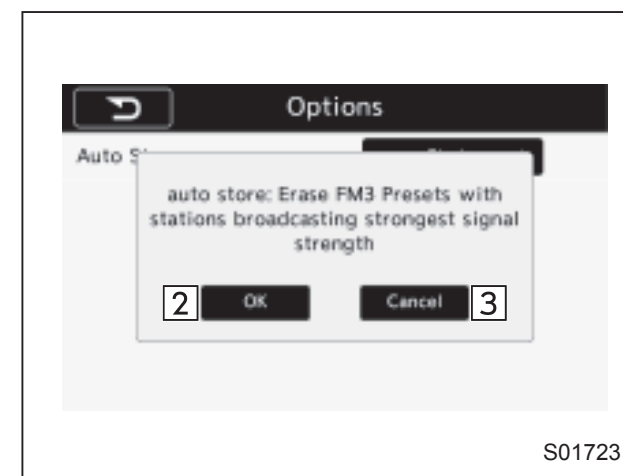 Options
Auto S
auto store: Erase FM3 Presets with
stations broadcasting strongest signal
strength
2 OK Cancel 3
S01723